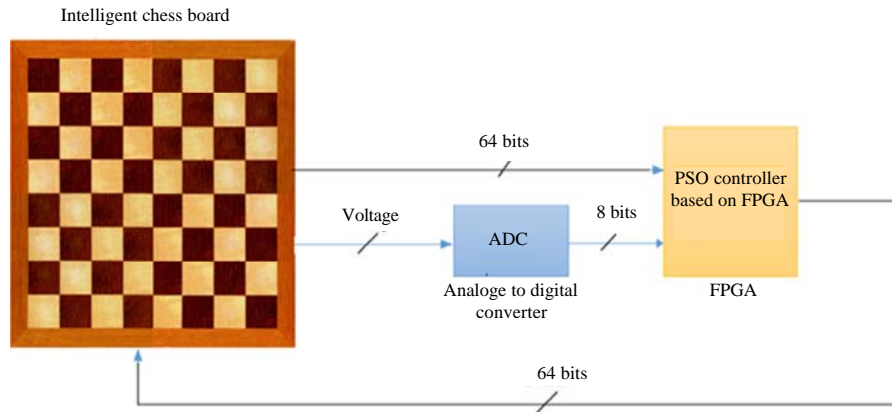 Intelligent chess board
64 bits
PSO controller
based on FPGA
Voltage
8 bits
ADC
Analoge to digital
converter
FPGA
64 bits